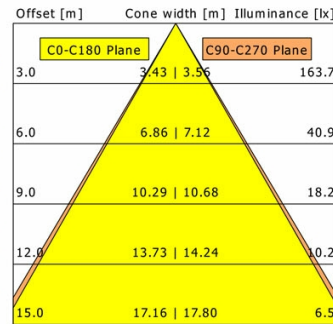 Offset [m] Cone width [m] Illuminance [lx]
C0-C180 Plane C90-C270 Plane
3.0 3.43 | 3.56 163.7
6.0 6.86 | 7.12 40.9
9.0 10.29 | 10.68 18.2
12.0 13.73 | 14.24 10.2
15.0 17.16 | 17.80 6.5